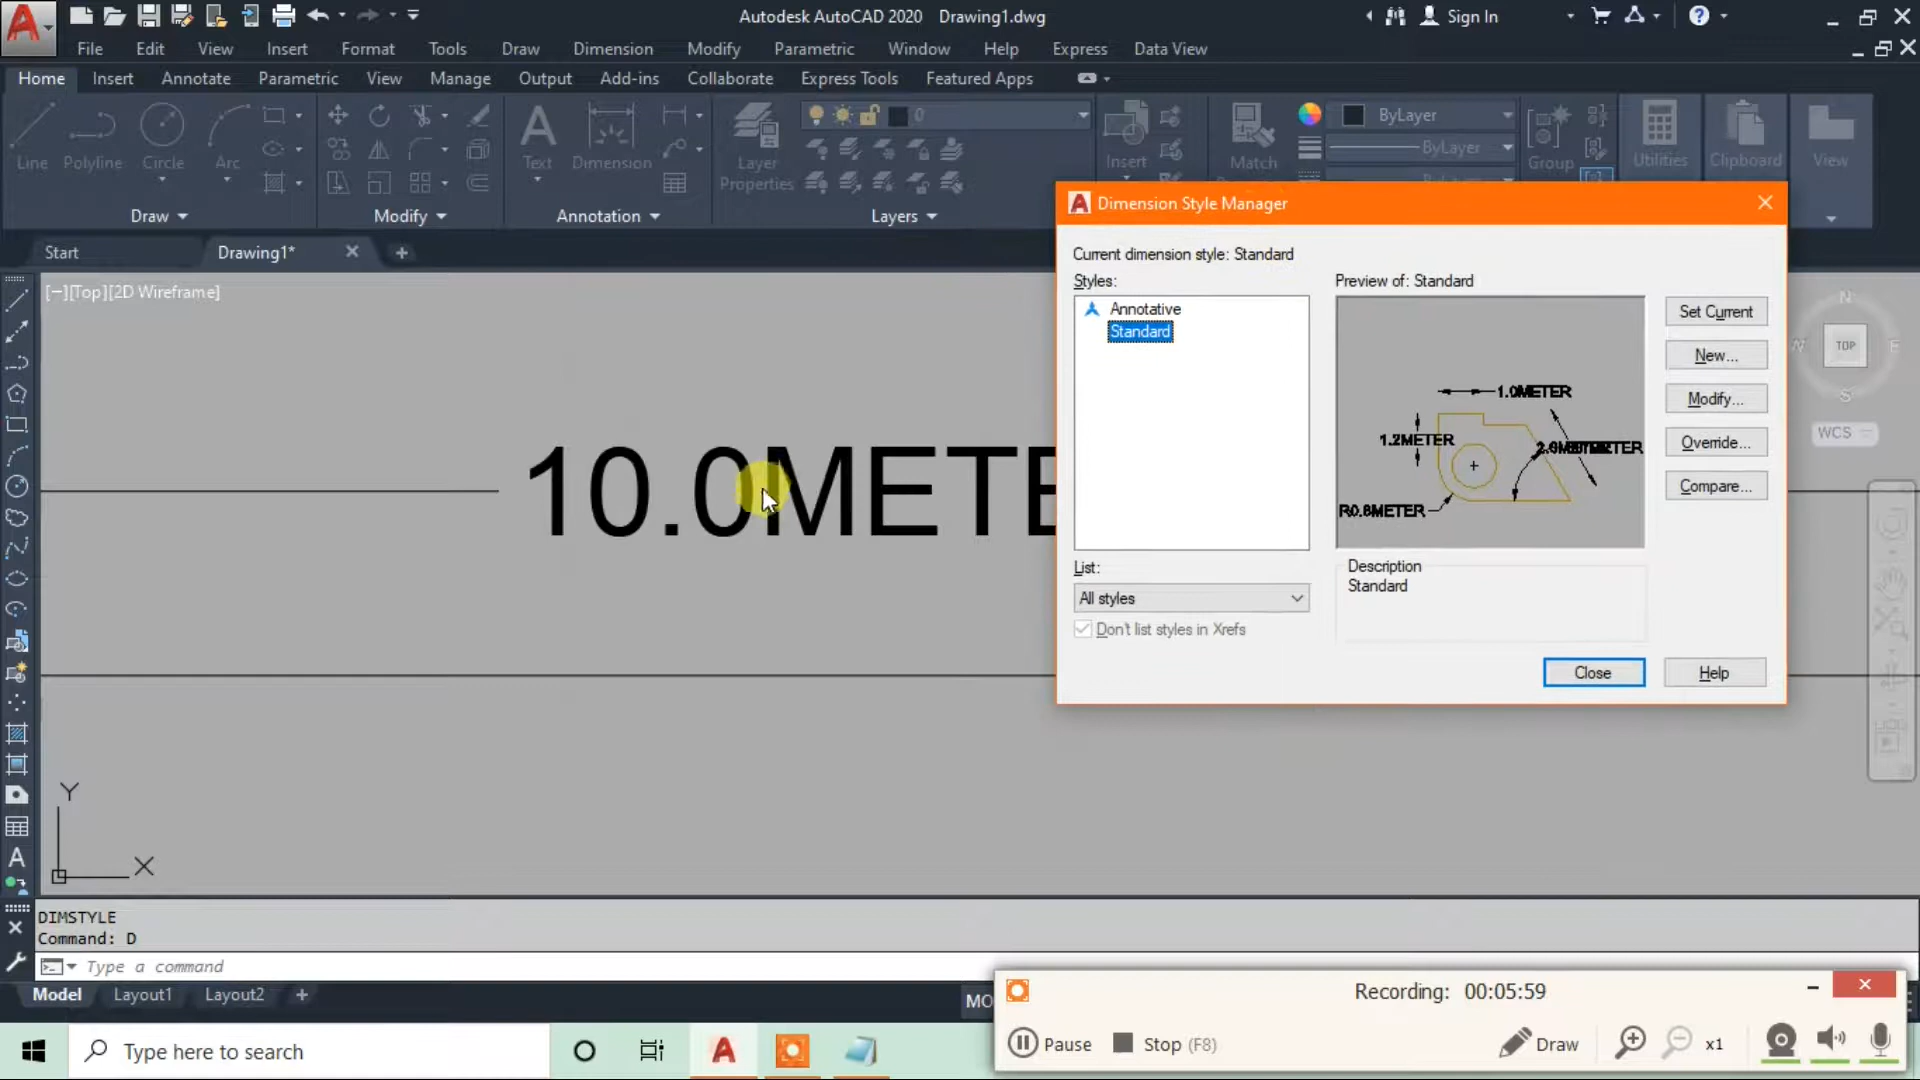 Autodesk AutoCAD 2020 Drawing1.dwg
Sign In
File Edit View Insert Format Tools Draw Dimension Modify Parametric Window Help Express Data View
Home Insert Annotate Parametric View Manage Output Add-ins Collaborate Express Tools Featured Apps
0
ByLayer
ByLayer
Line Polyline Circle Arc
Text Dimension
Layer
Properties
Insert
Match
Group
Utilities
Clipboard
View
Draw
Modify
Annotation
Layers
Start
Drawing1*
[−][Top][2D Wireframe]
10.0METE
Dimension Style Manager
Current dimension style: Standard
Styles:
Annotative
Standard
Preview of: Standard
1.0METER
1.2METER
R0.8METER
Set Current
New...
Modify...
Override...
Compare...
List:
All styles
Don't list styles in Xrefs
Description
Standard
Close
Help
N
TOP
S
WCS
Y
X
DIMSTYLE
Command: D
Type a command
Model Layout1 Layout2
MO
Recording: 00:05:59
Pause
Stop (F8)
Draw
x1
Type here to search